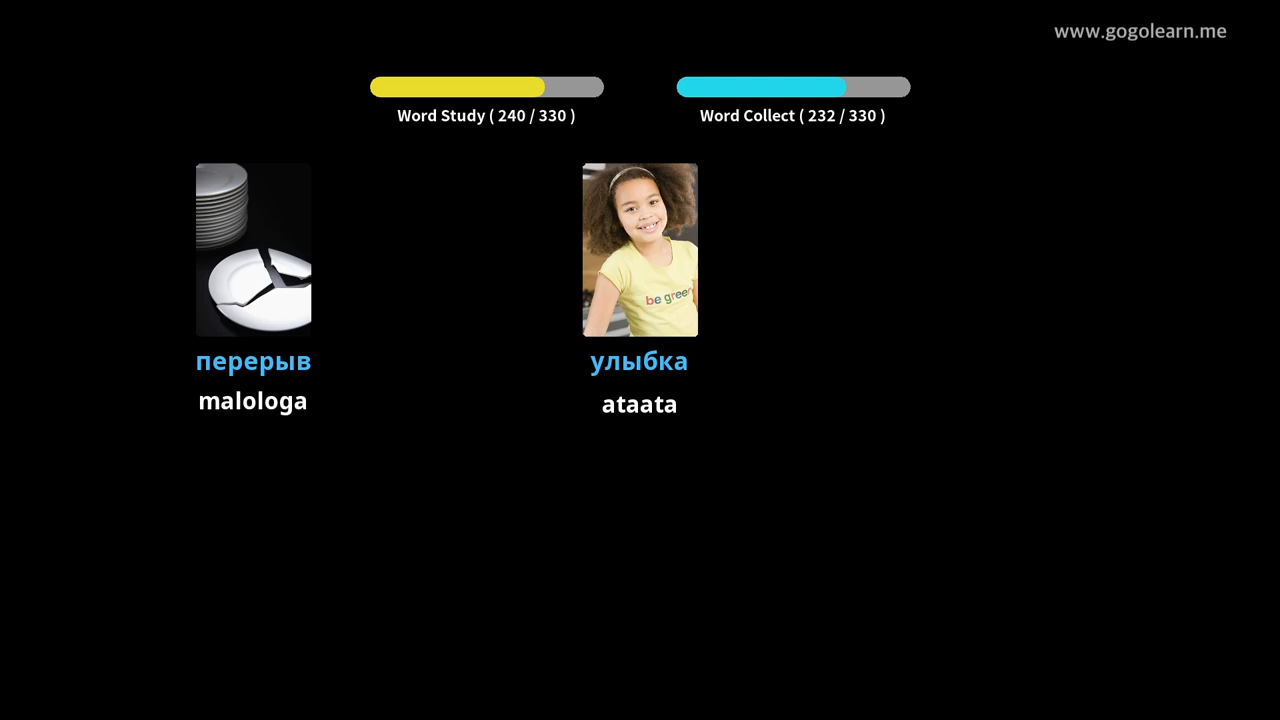 www.gogolearn.me
Word Study ( 240 / 330 )
Word Collect ( 232 / 330 )
be green
перерыв
улыбка
malologa
ataata